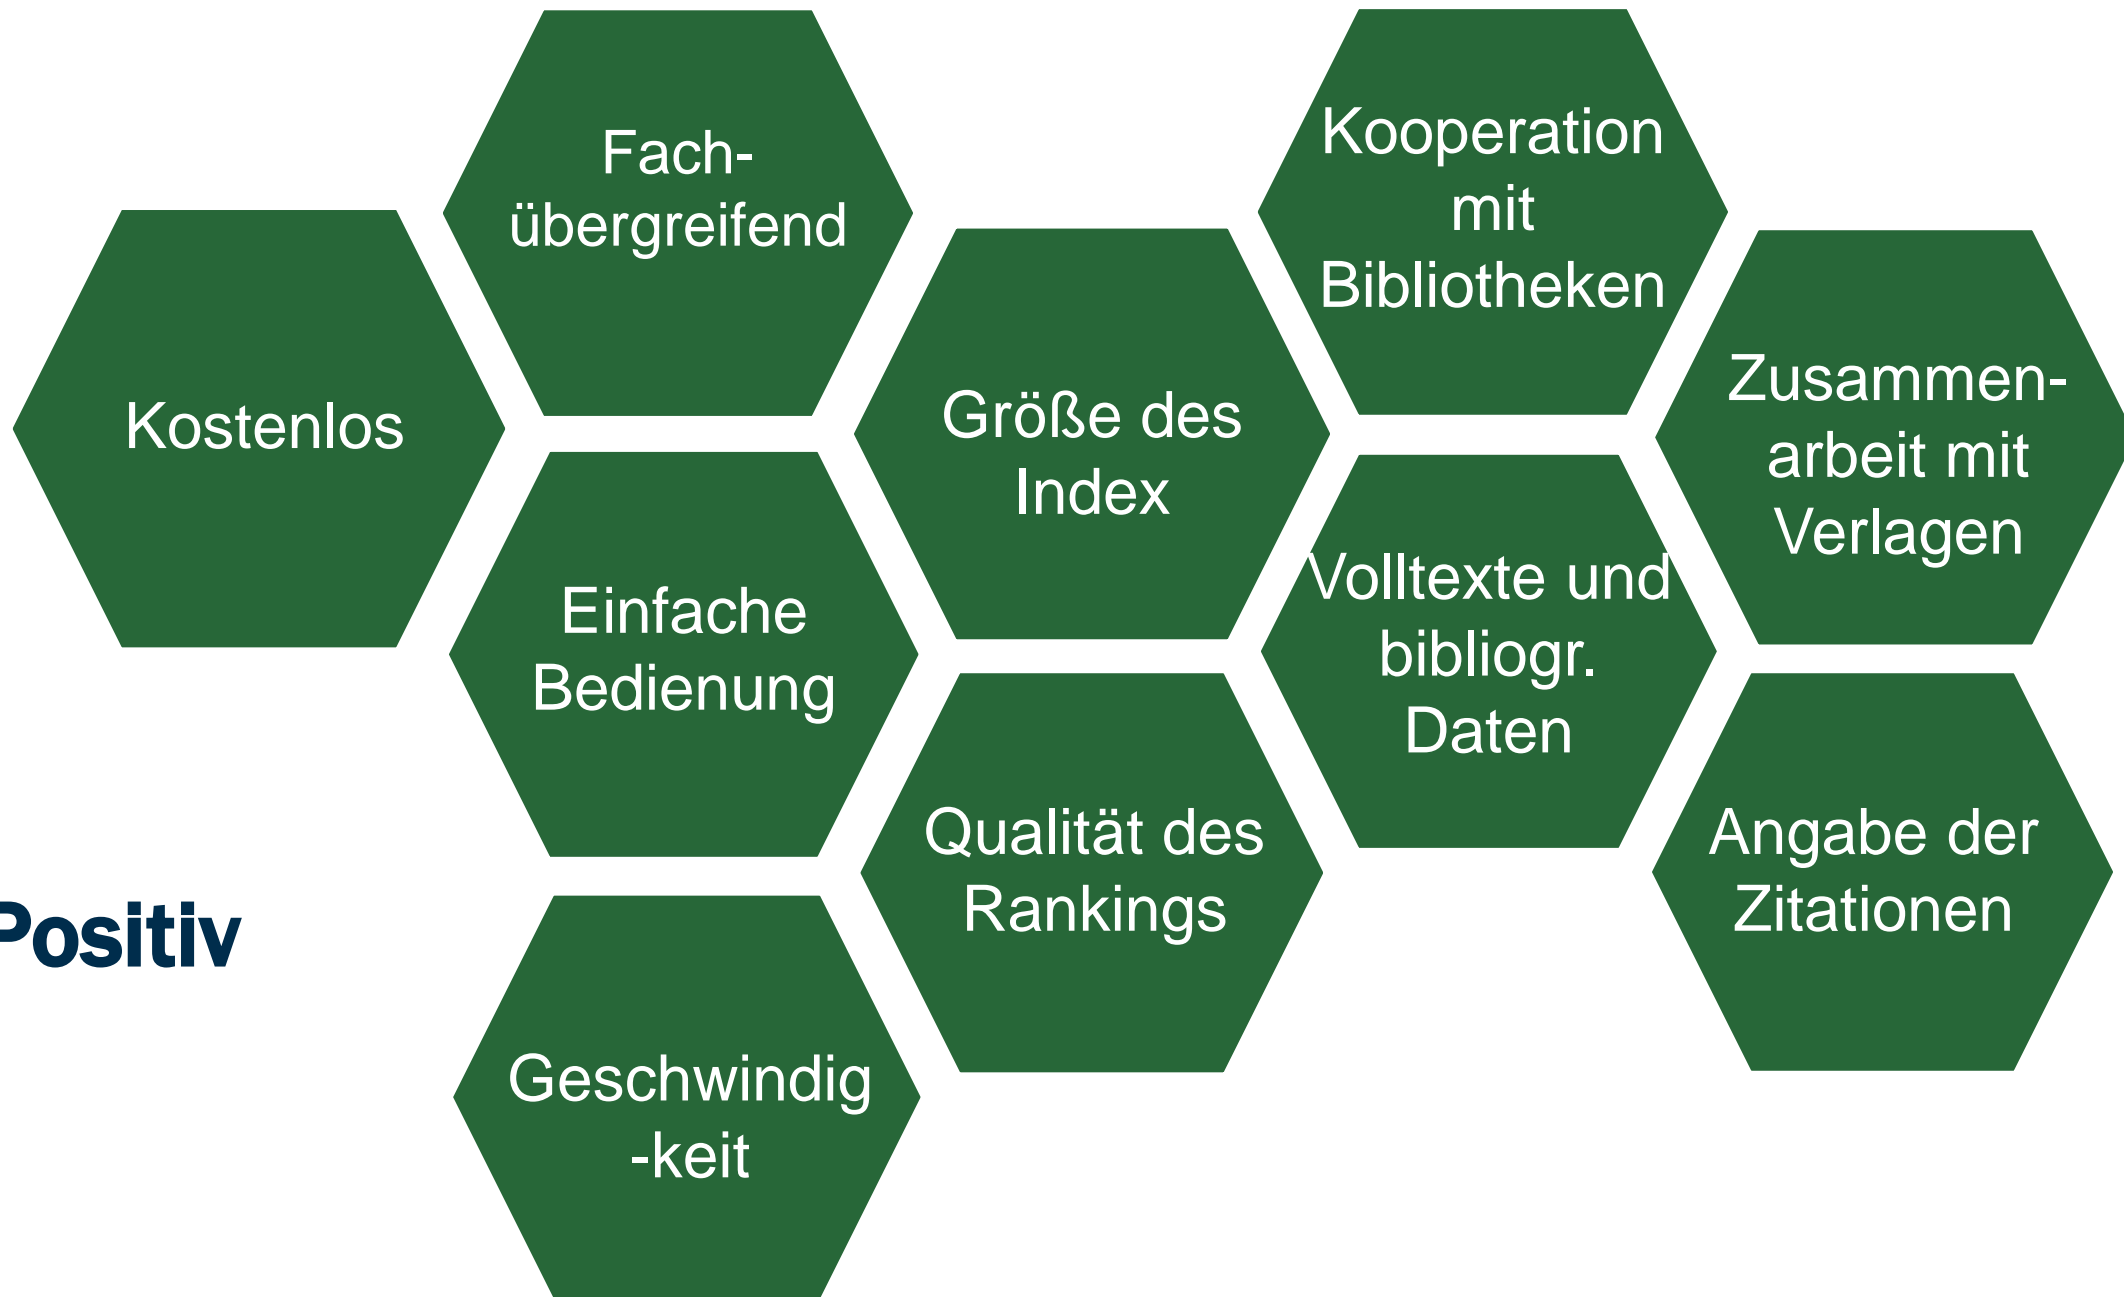 Kostenlos
Fach-
übergreifend
Einfache
Bedienung
Geschwindig
-keit
Größe des
Index
Qualität des
Rankings
Kooperation
mit
Bibliotheken
Volltexte und
bibliogr.
Daten
Zusammen-
arbeit mit
Verlagen
Angabe der
Zitationen
Positiv